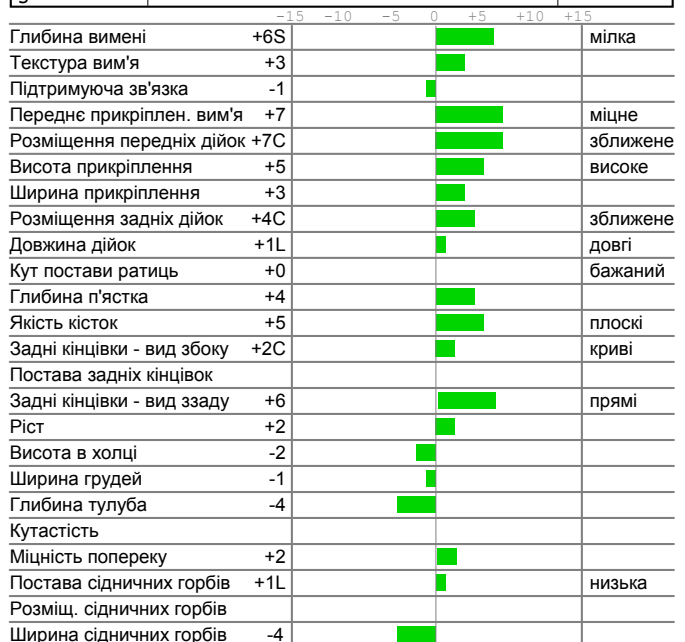 -15 -10 -5 0 +5 +10 +15
Глибина вимені +6S мілка
Текстура вим'я +3
Підтримуюча зв'язка -1
Переднє прикріплен. вим'я +7 міцне
Розміщення передніх дійок +7C зближене
Висота прикріплення +5 високе
Ширина прикріплення +3
Розміщення задніх дійок +4C зближене
Довжина дійок +1L довгі
Кут постави ратиць +0 бажаний
Глибина п'ястка +4
Якість кісток +5 плоскі
Задні кінцівки - вид збоку +2C криві
Постава задніх кінцівок
Задні кінцівки - вид ззаду +6 прямі
Ріст +2
Висота в холці -2
Ширина грудей -1
Глибина тулуба -4
Кутастість
Міцність попереку +2
Постава сідничних горбів +1L низька
Розміщ. сідничних горбів
Ширина сідничних горбів -4